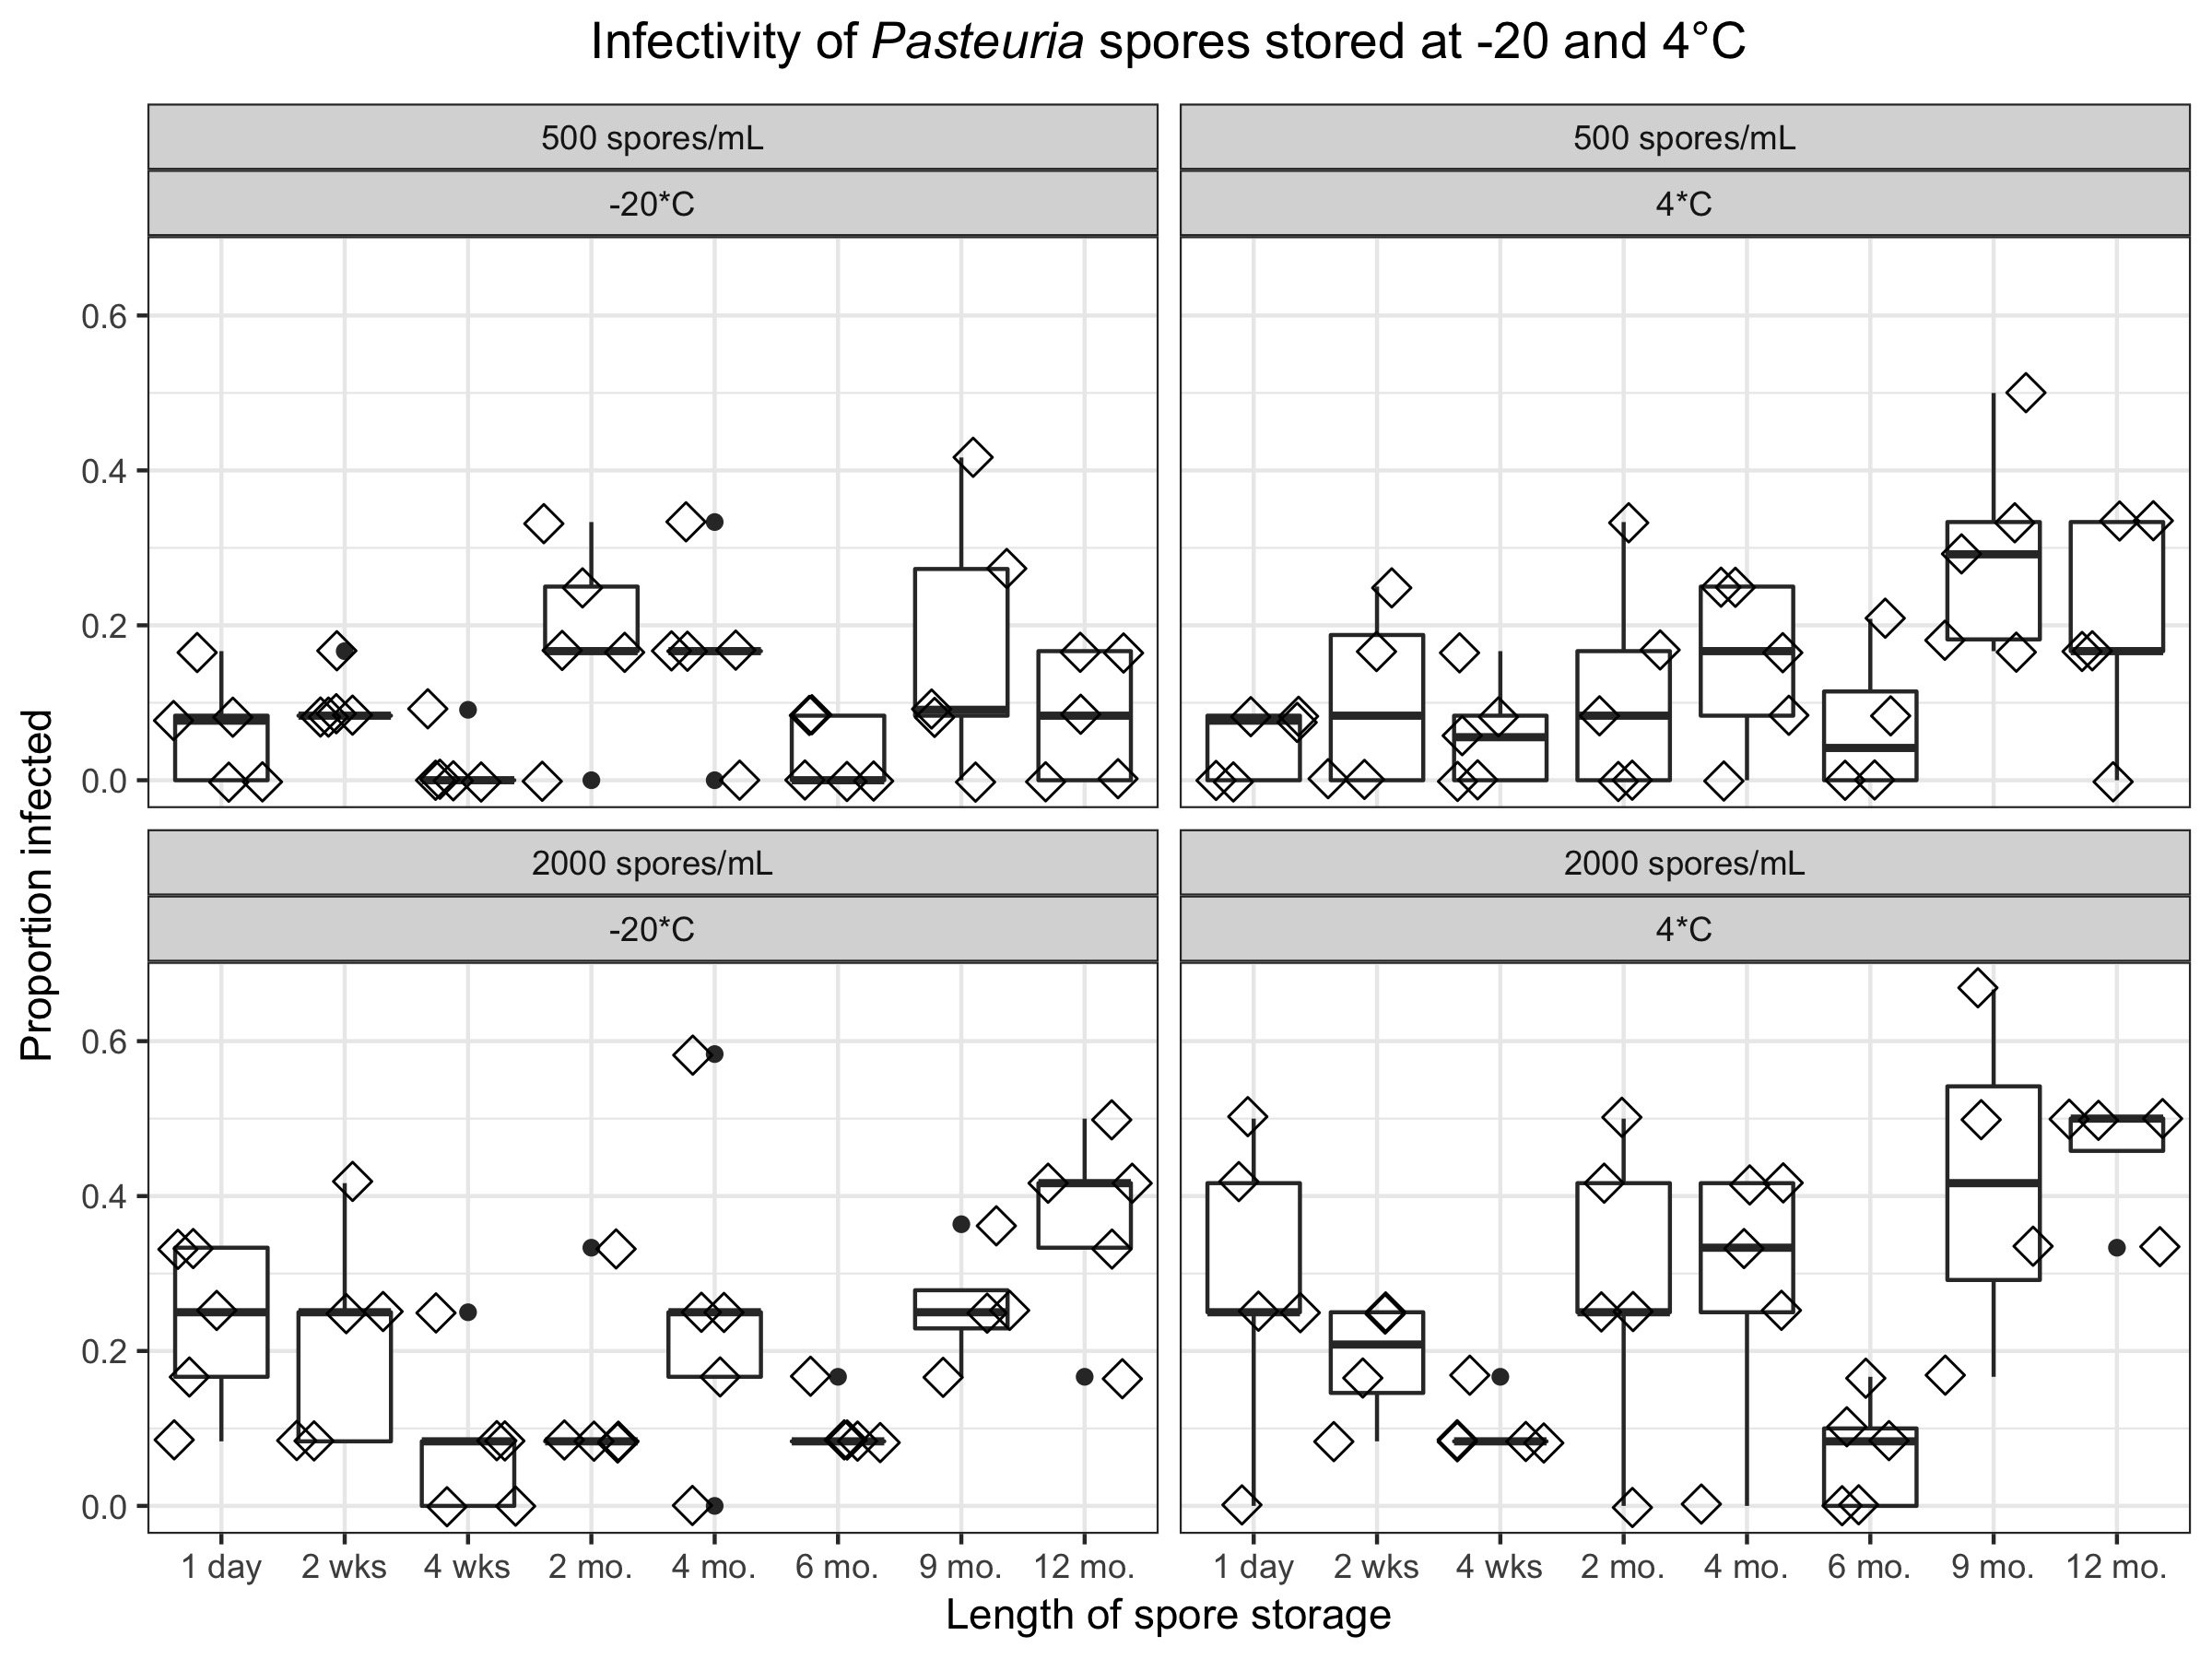 Infectivity of Pasteuria spores stored at -20 and 4°C
500 spores/mL
500 spores/mL
-20*C
4*C
0.6
0.4
0.2
0.0
Proportion infected
2000 spores/mL
2000 spores/mL
-20*C
4*C
0.6
0.4
0.2
0.0
1 day 2 wks 4 wks 2 mo. 4 mo. 6 mo. 9 mo. 12 mo.
1 day 2 wks 4 wks 2 mo. 4 mo. 6 mo. 9 mo. 12 mo.
Length of spore storage